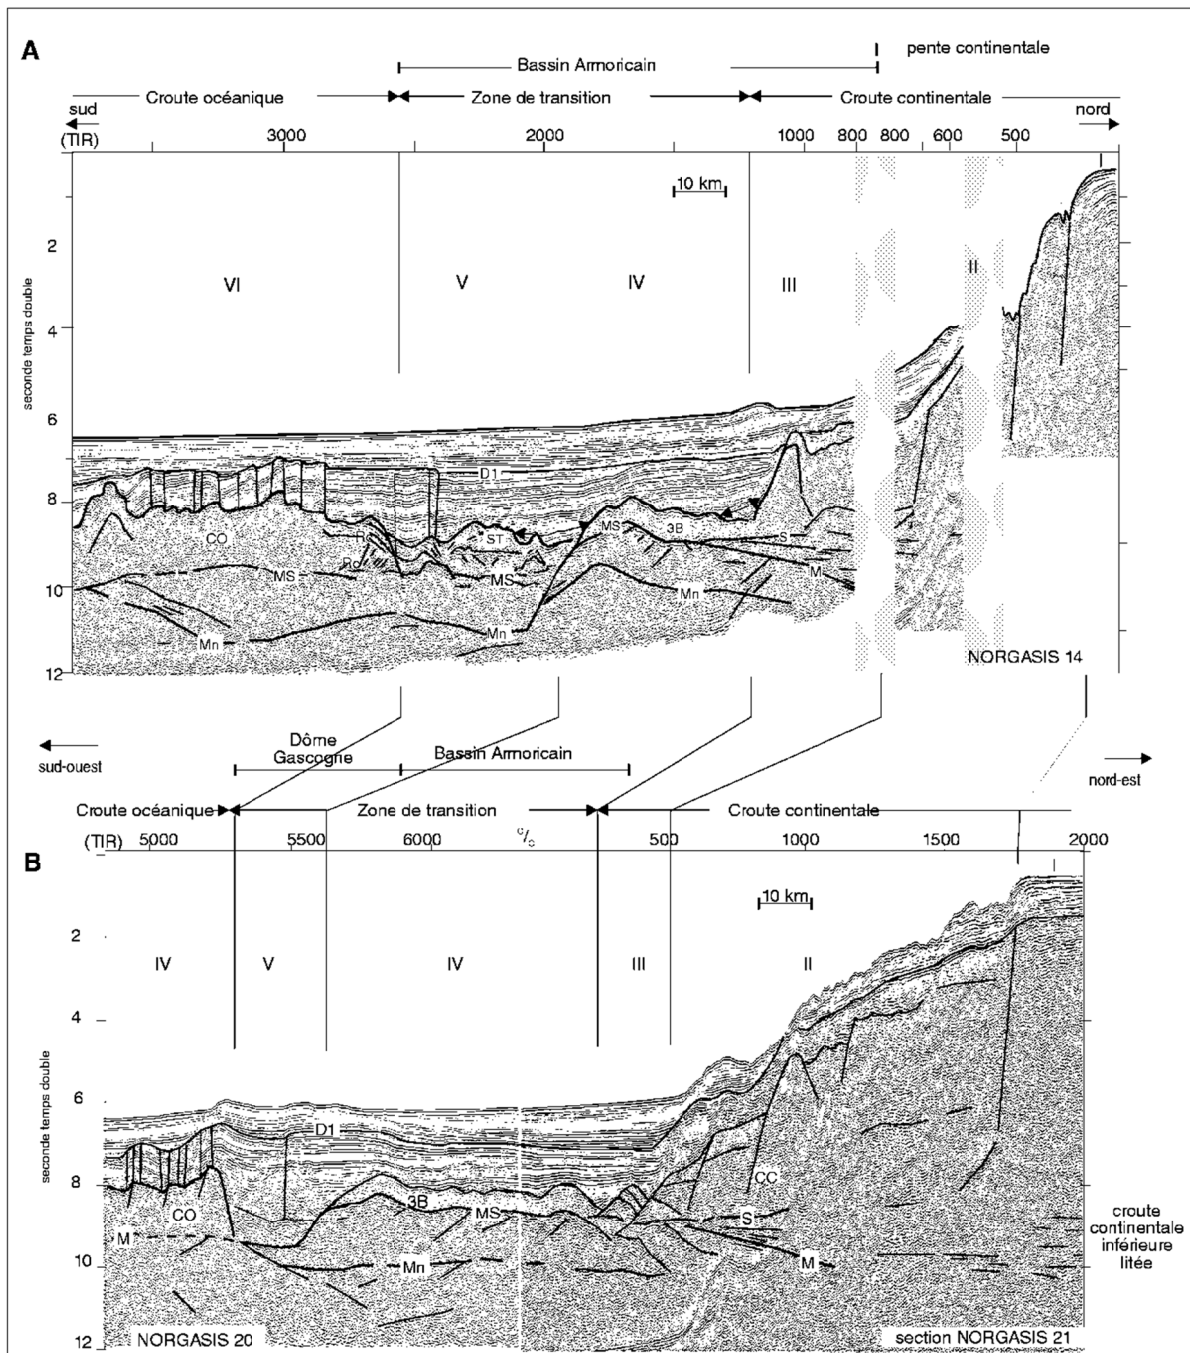 A
pente continentale
Bassin Armoricain
Croute océanique Zone de transition Croute continentale
sud nord
(TIR) 3000 2000 1000 800 800 600 500
I
10 km
2
VI V IV III II
4
seconde temps double
6
D1
8
CO R ST MS 3B S
Ro MS M
10
Mn Mn Mn
12
NORGASIS 14
Dôme
Gascogne Bassin Armoricain
sud-ouest nord-est
Croute océanique Zone de transition Croute continentale
(TIR) 5000 5500 6000 500 1000 1500 2000
B
I
10 km
2
IV V IV III II
4
seconde temps double
6
D1
8
CC
3B
CO MS S
M
10
Mn M
croute
continentale
inférieure
litée
12
NORGASIS 20 section NORGASIS 21